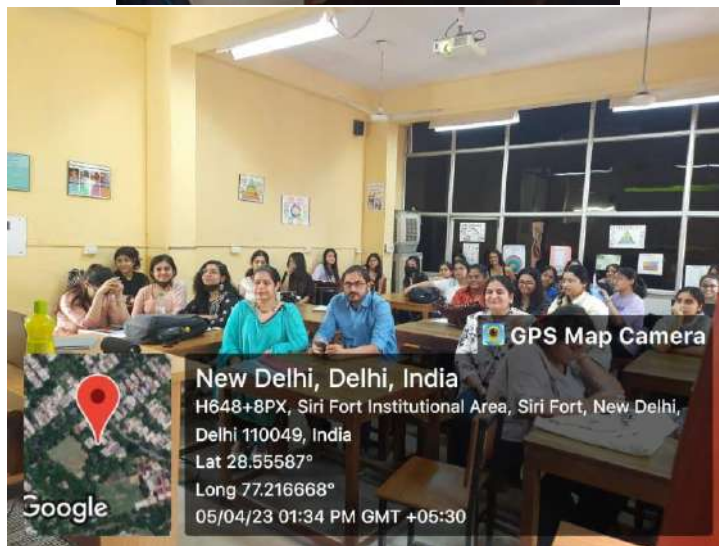 GPS Map Camera
New Delhi, Delhi, India
H648+8PX, Siri Fort Institutional Area, Siri Fort, New Delhi,
Delhi 110049, India
Lat 28.55587°
Long 77.216668°
05/04/23 01:34 PM GMT +05:30
Google